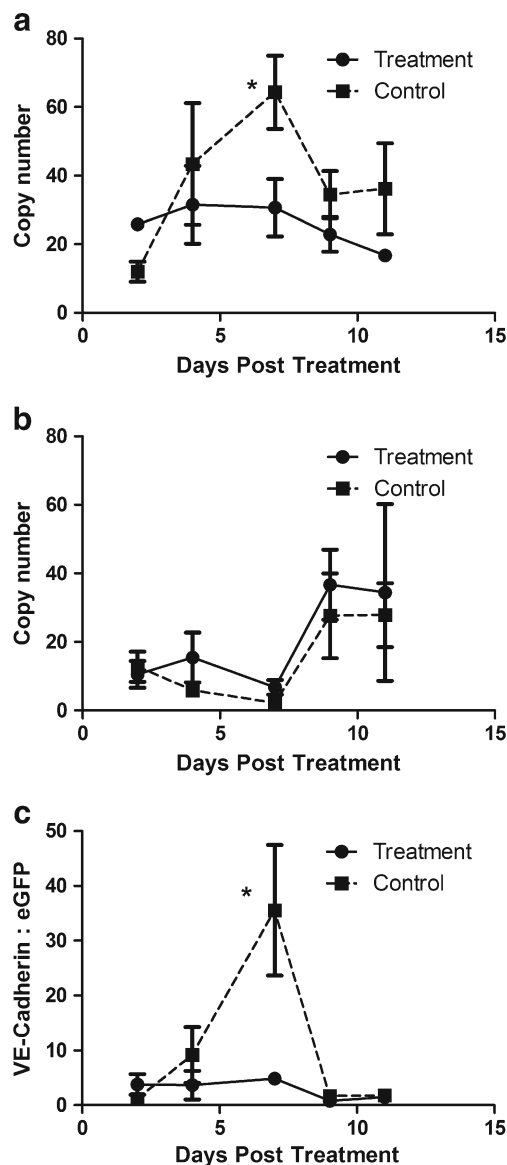 a
80
60
40
20
0
Copy number
*
Treatment
Control
0 5 10 15
Days Post Treatment
b
80
60
40
20
0
Copy number
Treatment
Control
0 5 10 15
Days Post Treatment
c
50
40
30
20
10
0
VE-Cadherin : eGFP
*
Treatment
Control
0 5 10 15
Days Post Treatment